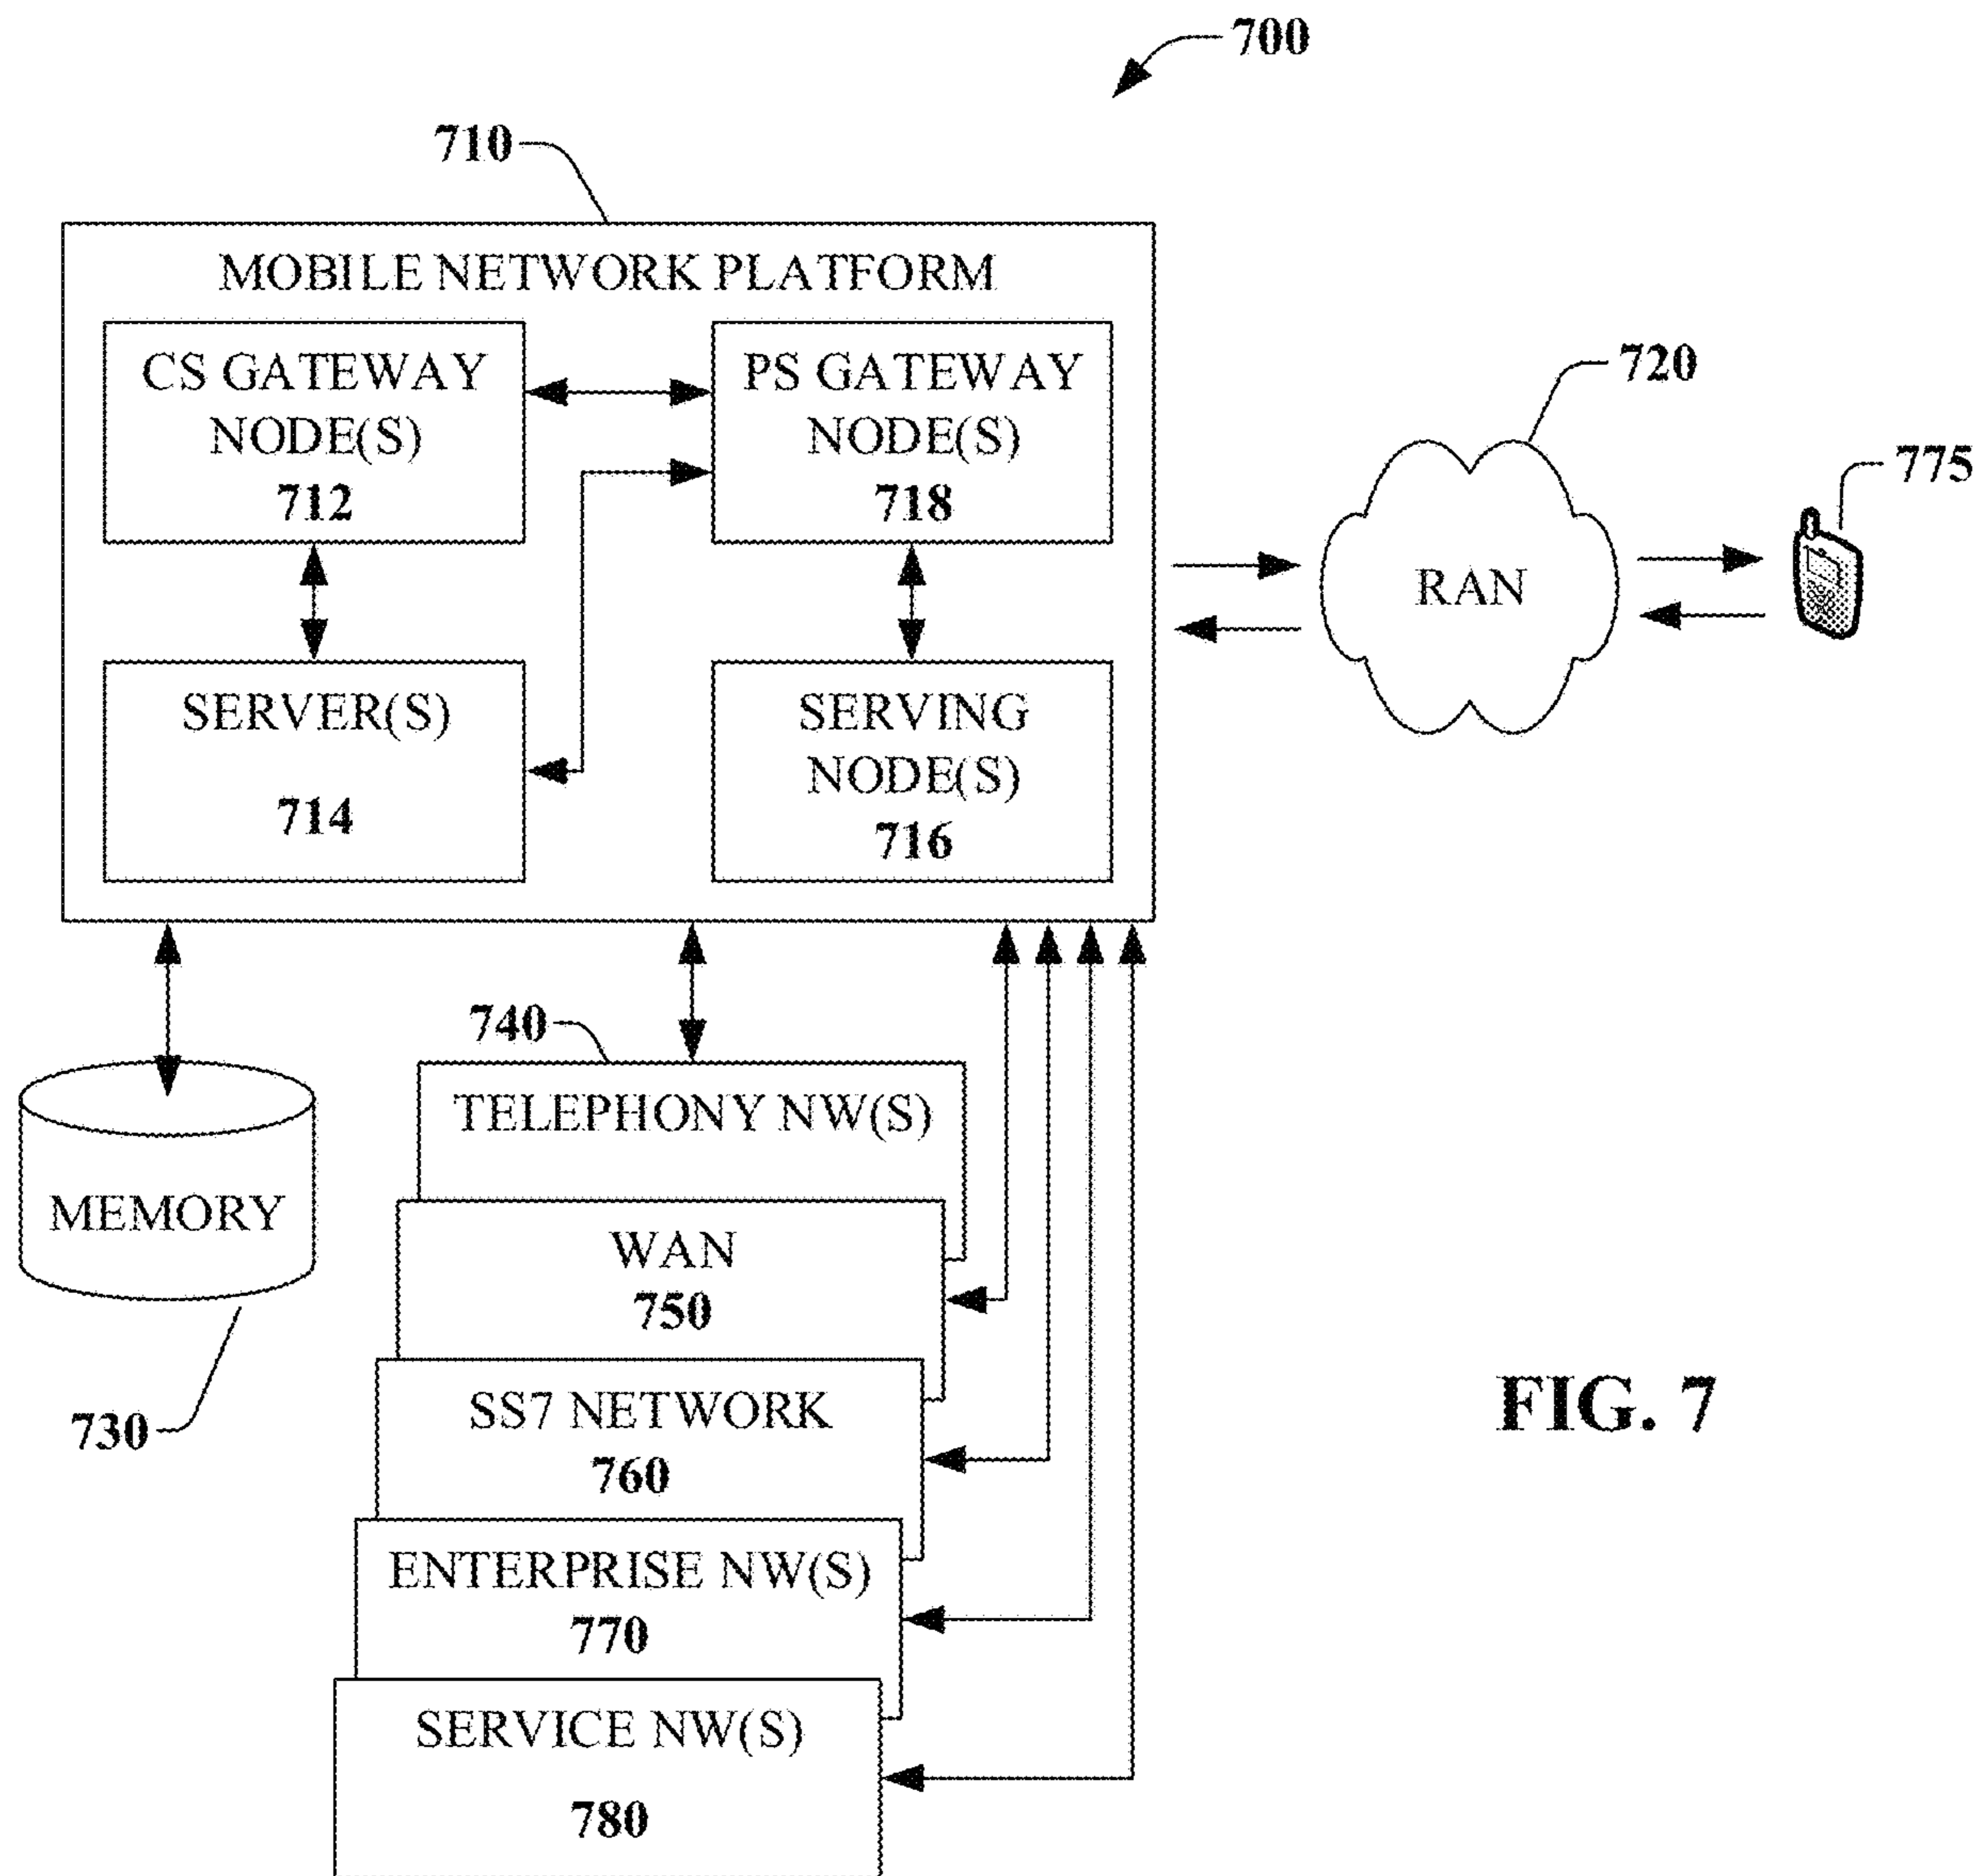 700
710
MOBILE NETWORK PLATFORM
CS GATEWAY
NODE(S)
712
PS GATEWAY
NODE(S)
718
SERVER(S)
714
SERVING
NODE(S)
716
720
RAN
775
740
TELEPHONY NW(S)
MEMORY
730
WAN
750
SS7 NETWORK
760
ENTERPRISE NW(S)
770
SERVICE NW(S)
780
FIG. 7